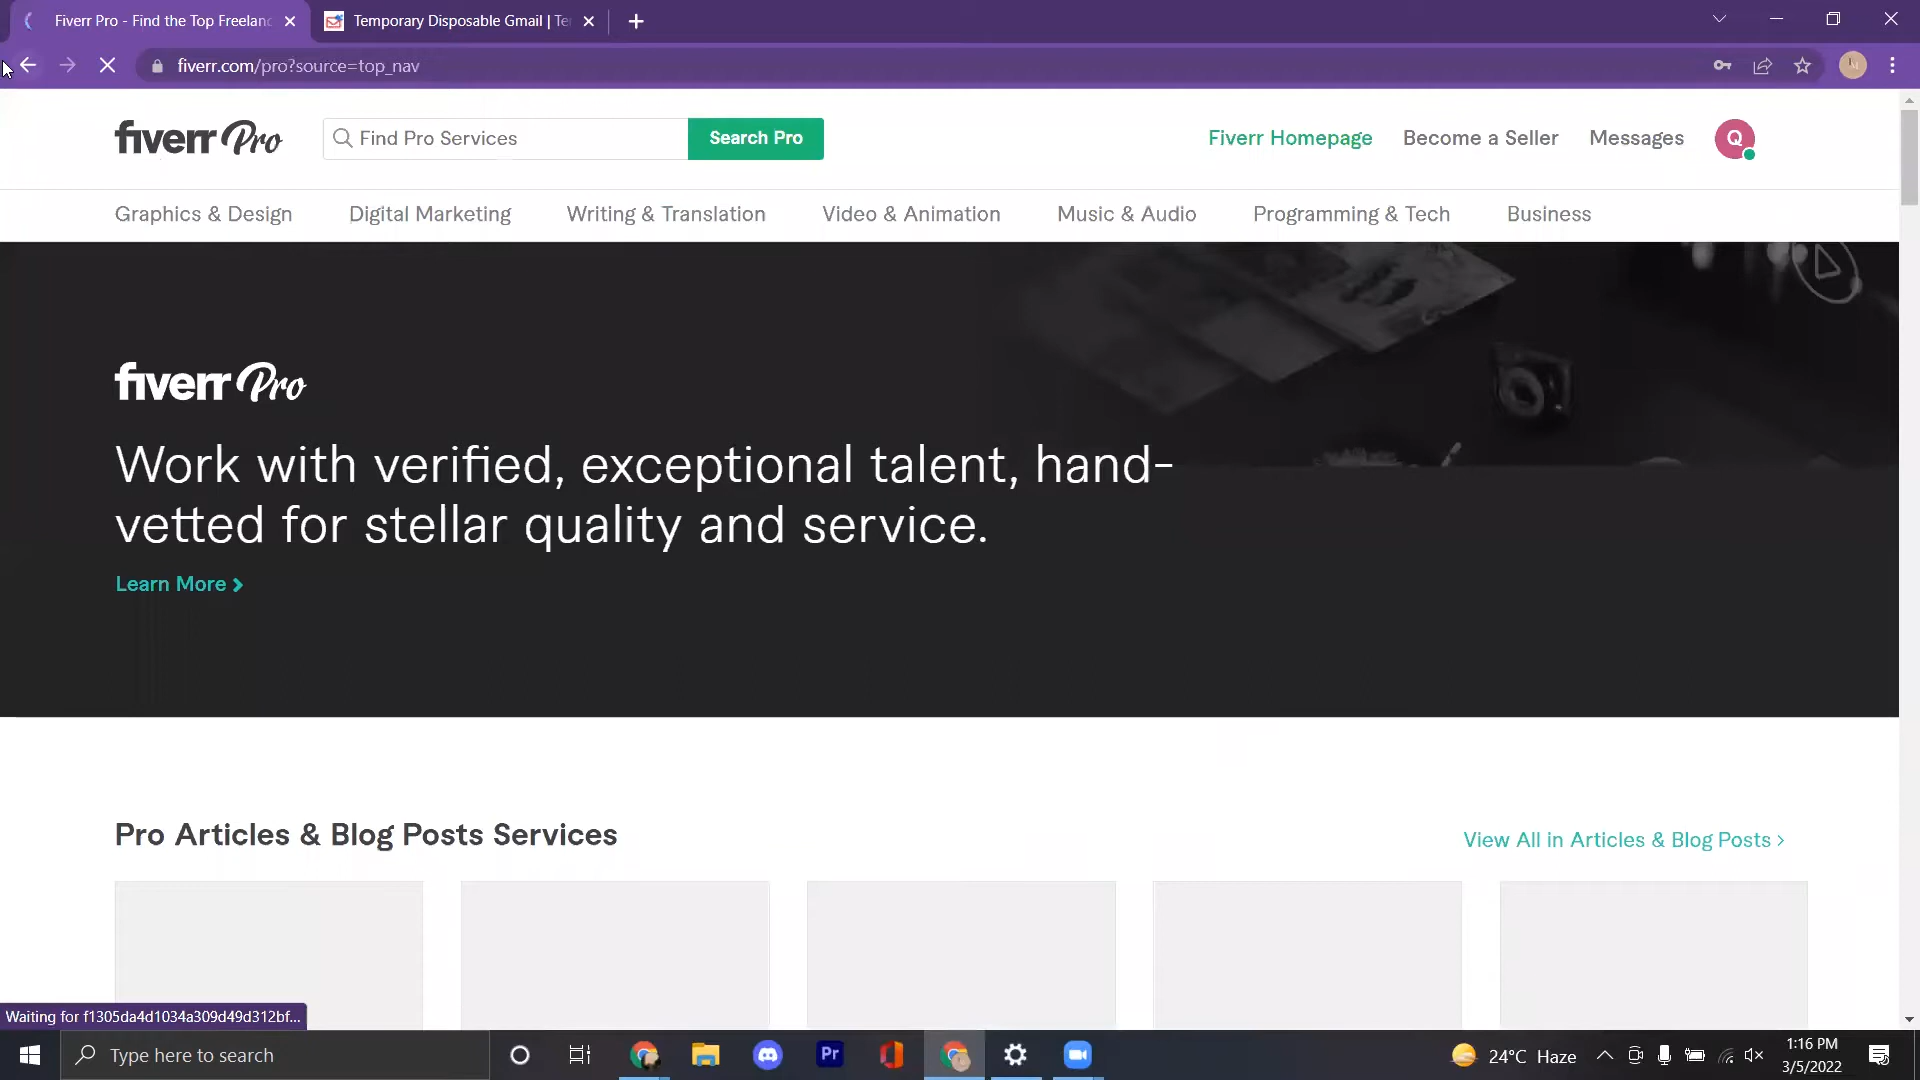 Fiverr Pro - Find the Top Freelanc
Temporary Disposable Gmail | Te
fiverr.com/pro?source=top_nav
fiverr Pro
Find Pro Services
Search Pro
Fiverr Homepage
Become a Seller
Messages
Q
Graphics & Design
Digital Marketing
Writing & Translation
Video & Animation
Music & Audio
Programming & Tech
Business
fiverr Pro
Work with verified, exceptional talent, hand-
vetted for stellar quality and service.
Learn More
Pro Articles & Blog Posts Services
View All in Articles & Blog Posts
Waiting for f1305da4d1034a309d49d312bf...
Type here to search
Pr
24°C Haze
1:16 PM
3/5/2022